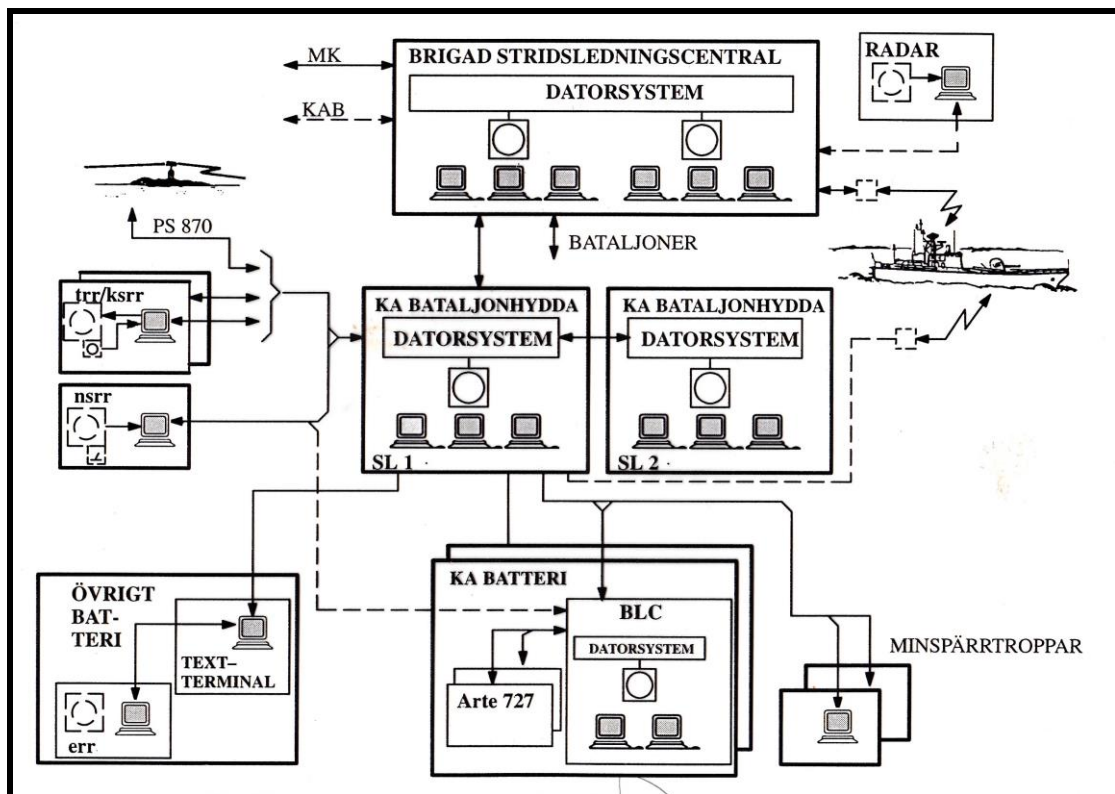 MK
BRIGAD STRIDSLEDNINGSCENTRAL
RADAR
DATORSYSTEM
KAB
PS 870
BATALJONER
trr/ksrr
KA BATALJONHYDDA
KA BATALJONHYDDA
DATORSYSTEM
DATORSYSTEM
nsrr
SL 1
SL 2
ÖVRIGT
BAT-
TERI
KA BATTERI
BLC
DATORSYSTEM
MINSPÄRRTROPPAR
TEXT–
TERMINAL
Arte 727
err